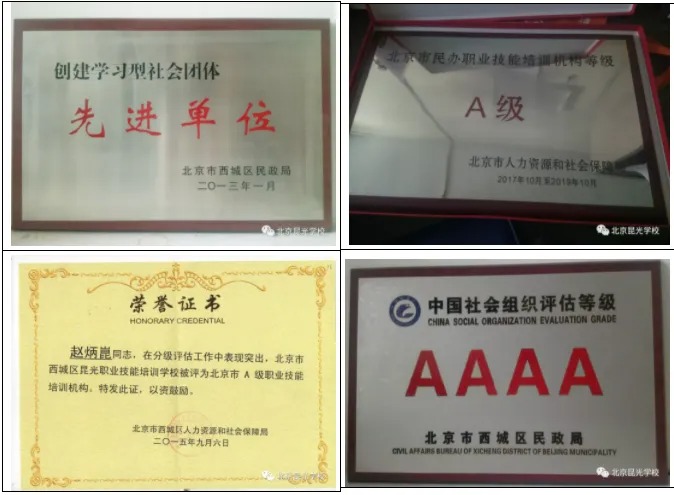 创建学习型社会团体
先进单位
北京市西城区民政局
二〇一三年一月
北京昆光学校
北京市民办职业技能培训机构等级
A级
北京市人力资源和社会保障
2017年10月至2019年10月
北京昆光学校
荣誉证书
HONORARY CREDENTIAL
赵炳崑同志，在分级评估工作中表现突出，北京市
西城区昆光职业技能培训学校被评为北京市 A 级职业技能
培训机构。特发此证，以资鼓励。
北京市西城区人力资源和社会保障局
二〇一五年九月六日
北京昆光学校
中国社会组织评估等级
CHINA SOCIAL ORGANIZATION EVALUATION GRADE
AAAA
北京市西城区民政局
CIVIL AFFAIRS BUREAU OF XICHENG DISTRICT OF BEIJING MUNICIPALITY
北京昆光学校